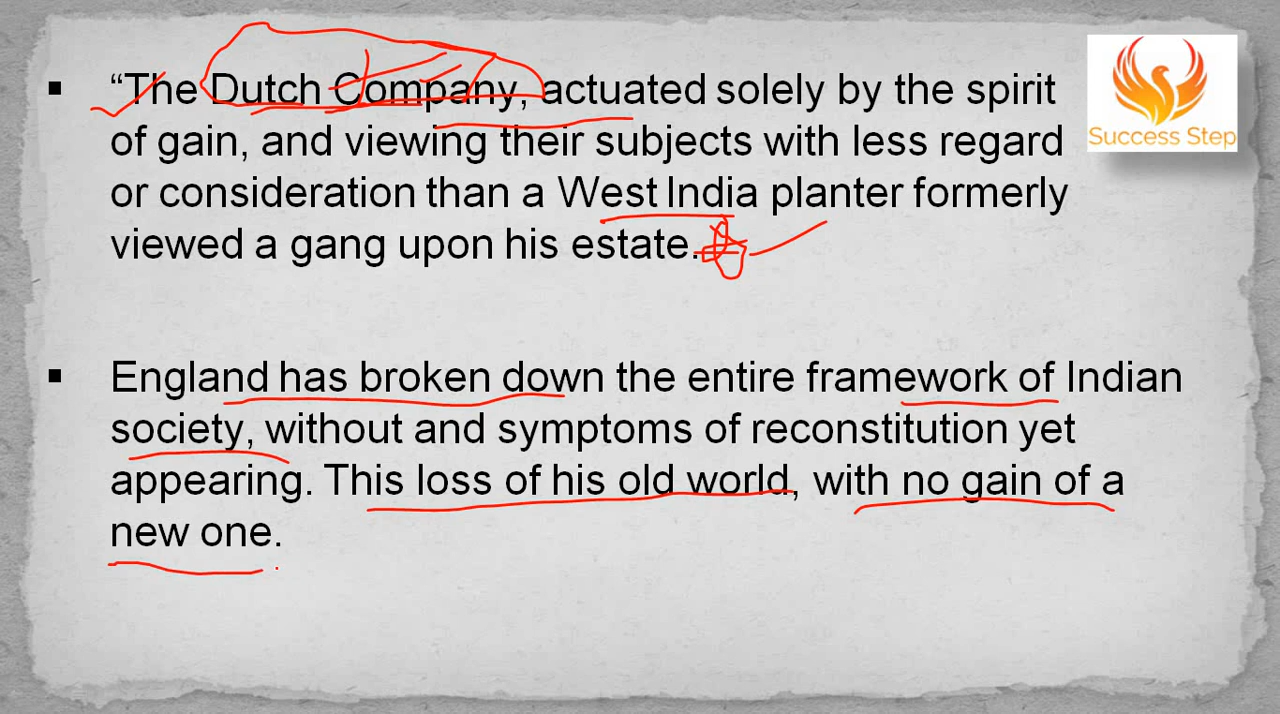 ▪ “The Dutch Company, actuated solely by the spirit
of gain, and viewing their subjects with less regard
or consideration than a West India planter formerly
viewed a gang upon his estate.
Success Step
▪ England has broken down the entire framework of Indian
society, without and symptoms of reconstitution yet
appearing. This loss of his old world, with no gain of a
new one.